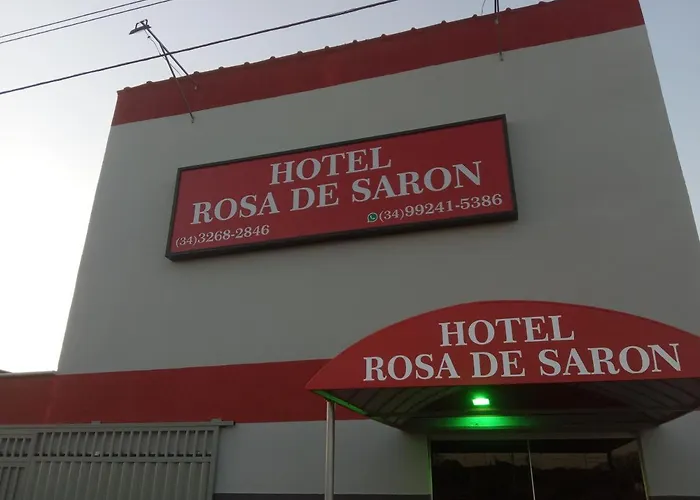 HOTEL
ROSA DE SARON
(34)3268-2846
(34)99241-5386
HOTEL
ROSA DE SARON